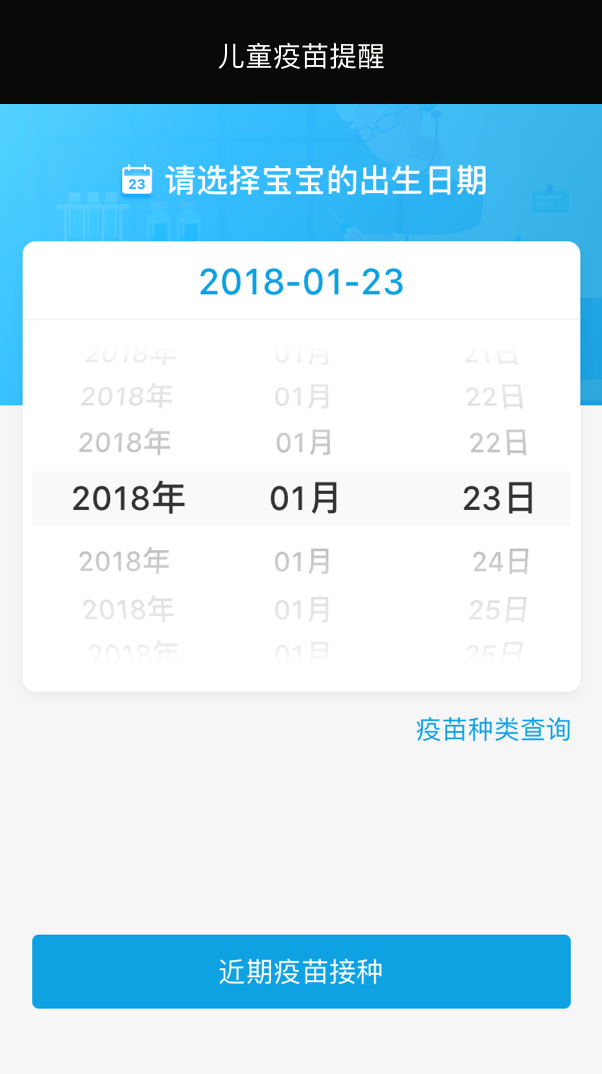 儿童疫苗提醒
23 请选择宝宝的出生日期
2018-01-23
2018年 01月 21日
2018年 01月 22日
2018年 01月 22日
2018年 01月 23日
2018年 01月 24日
2018年 01月 25日
2018年 01月 25日
疫苗种类查询
近期疫苗接种